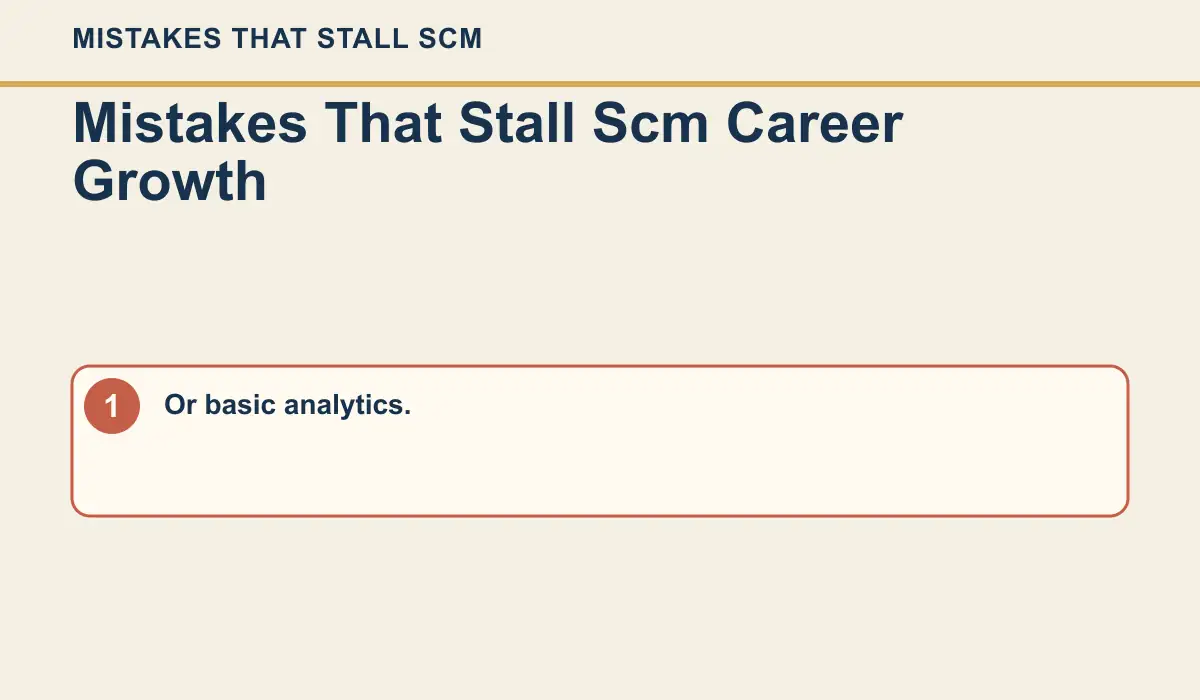 MISTAKES THAT STALL SCM
Mistakes That Stall Scm Career
Growth
1
Or basic analytics.